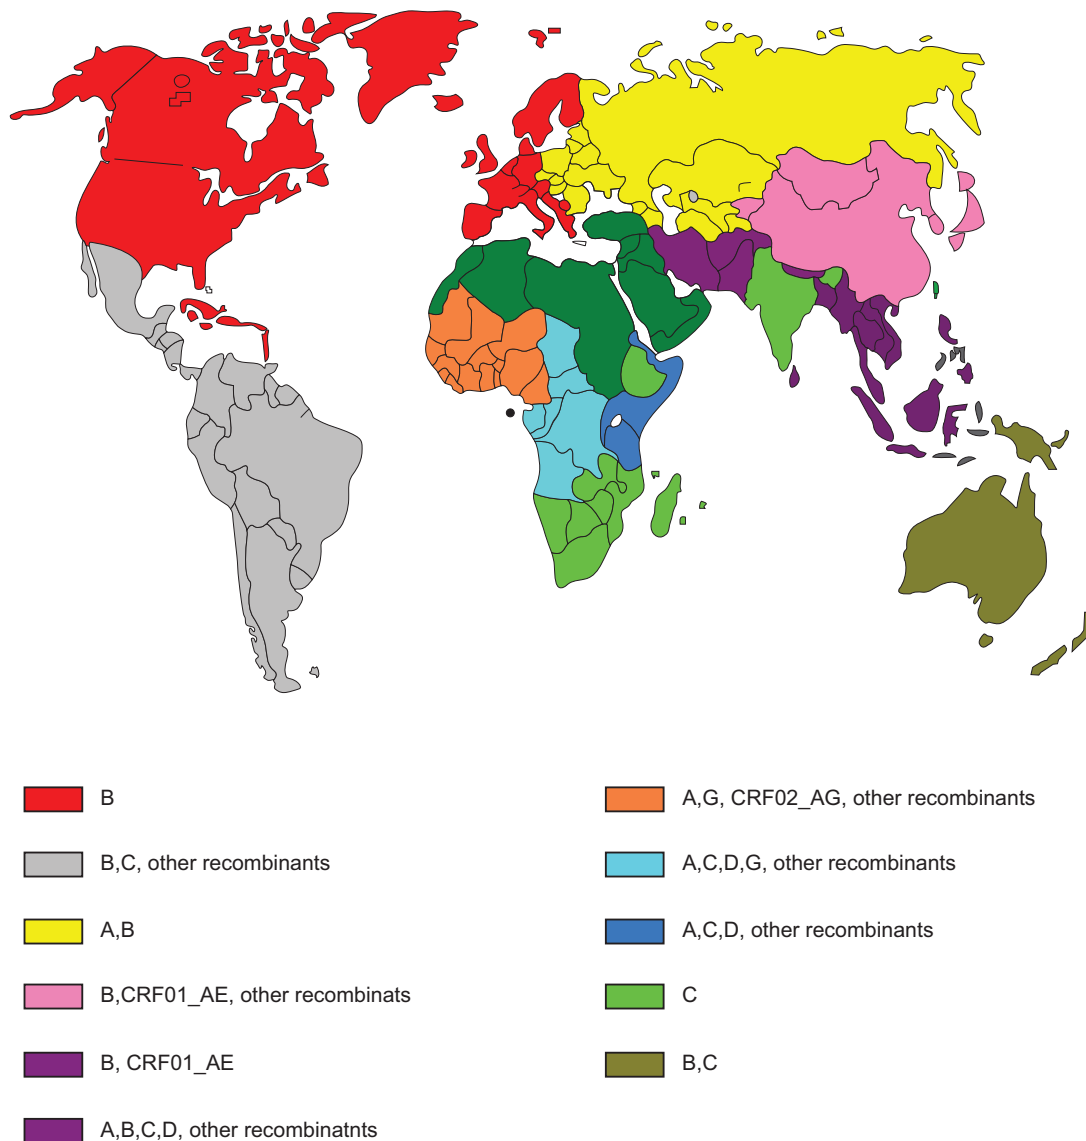 B
B,C, other recombinants
A,B
B,CRF01_AE, other recombinats
B, CRF01_AE
A,B,C,D, other recombinatnts
A,G, CRF02_AG, other recombinants
A,C,D,G, other recombinants
A,C,D, other recombinants
C
B,C